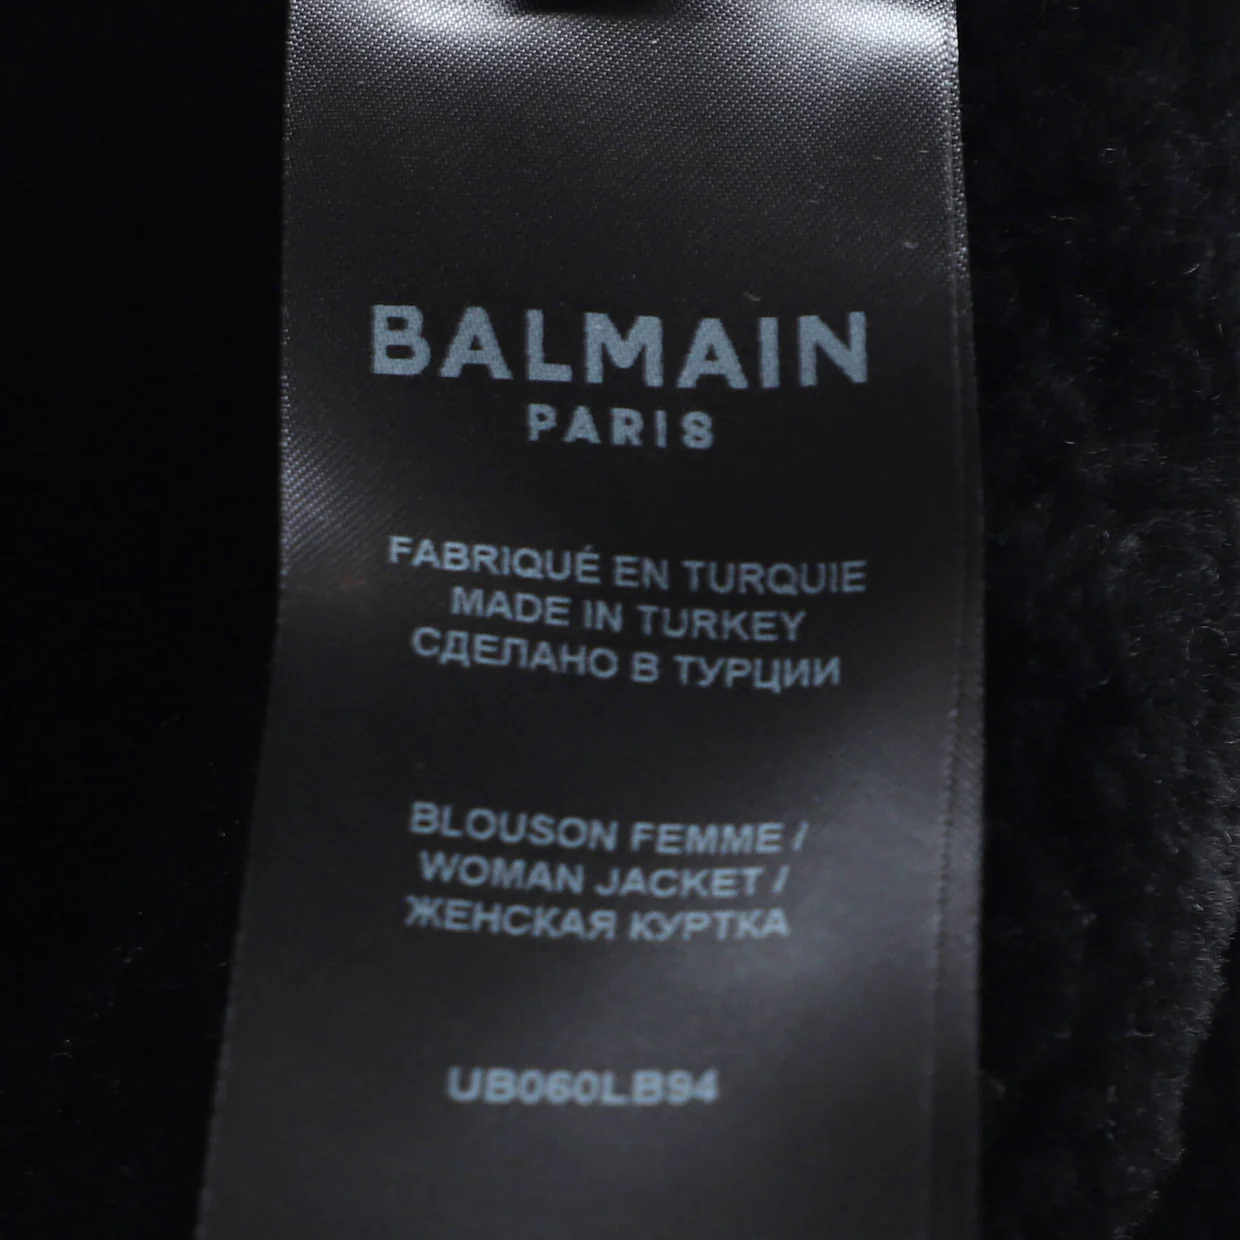 BALMAIN
PARIS
FABRIQUÉ EN TURQUIE
MADE IN TURKEY
СДЕЛАНО В ТУРЦИИ
BLOUSON FEMME /
WOMAN JACKET /
ЖЕНСКАЯ КУРТКА
UB060LB94